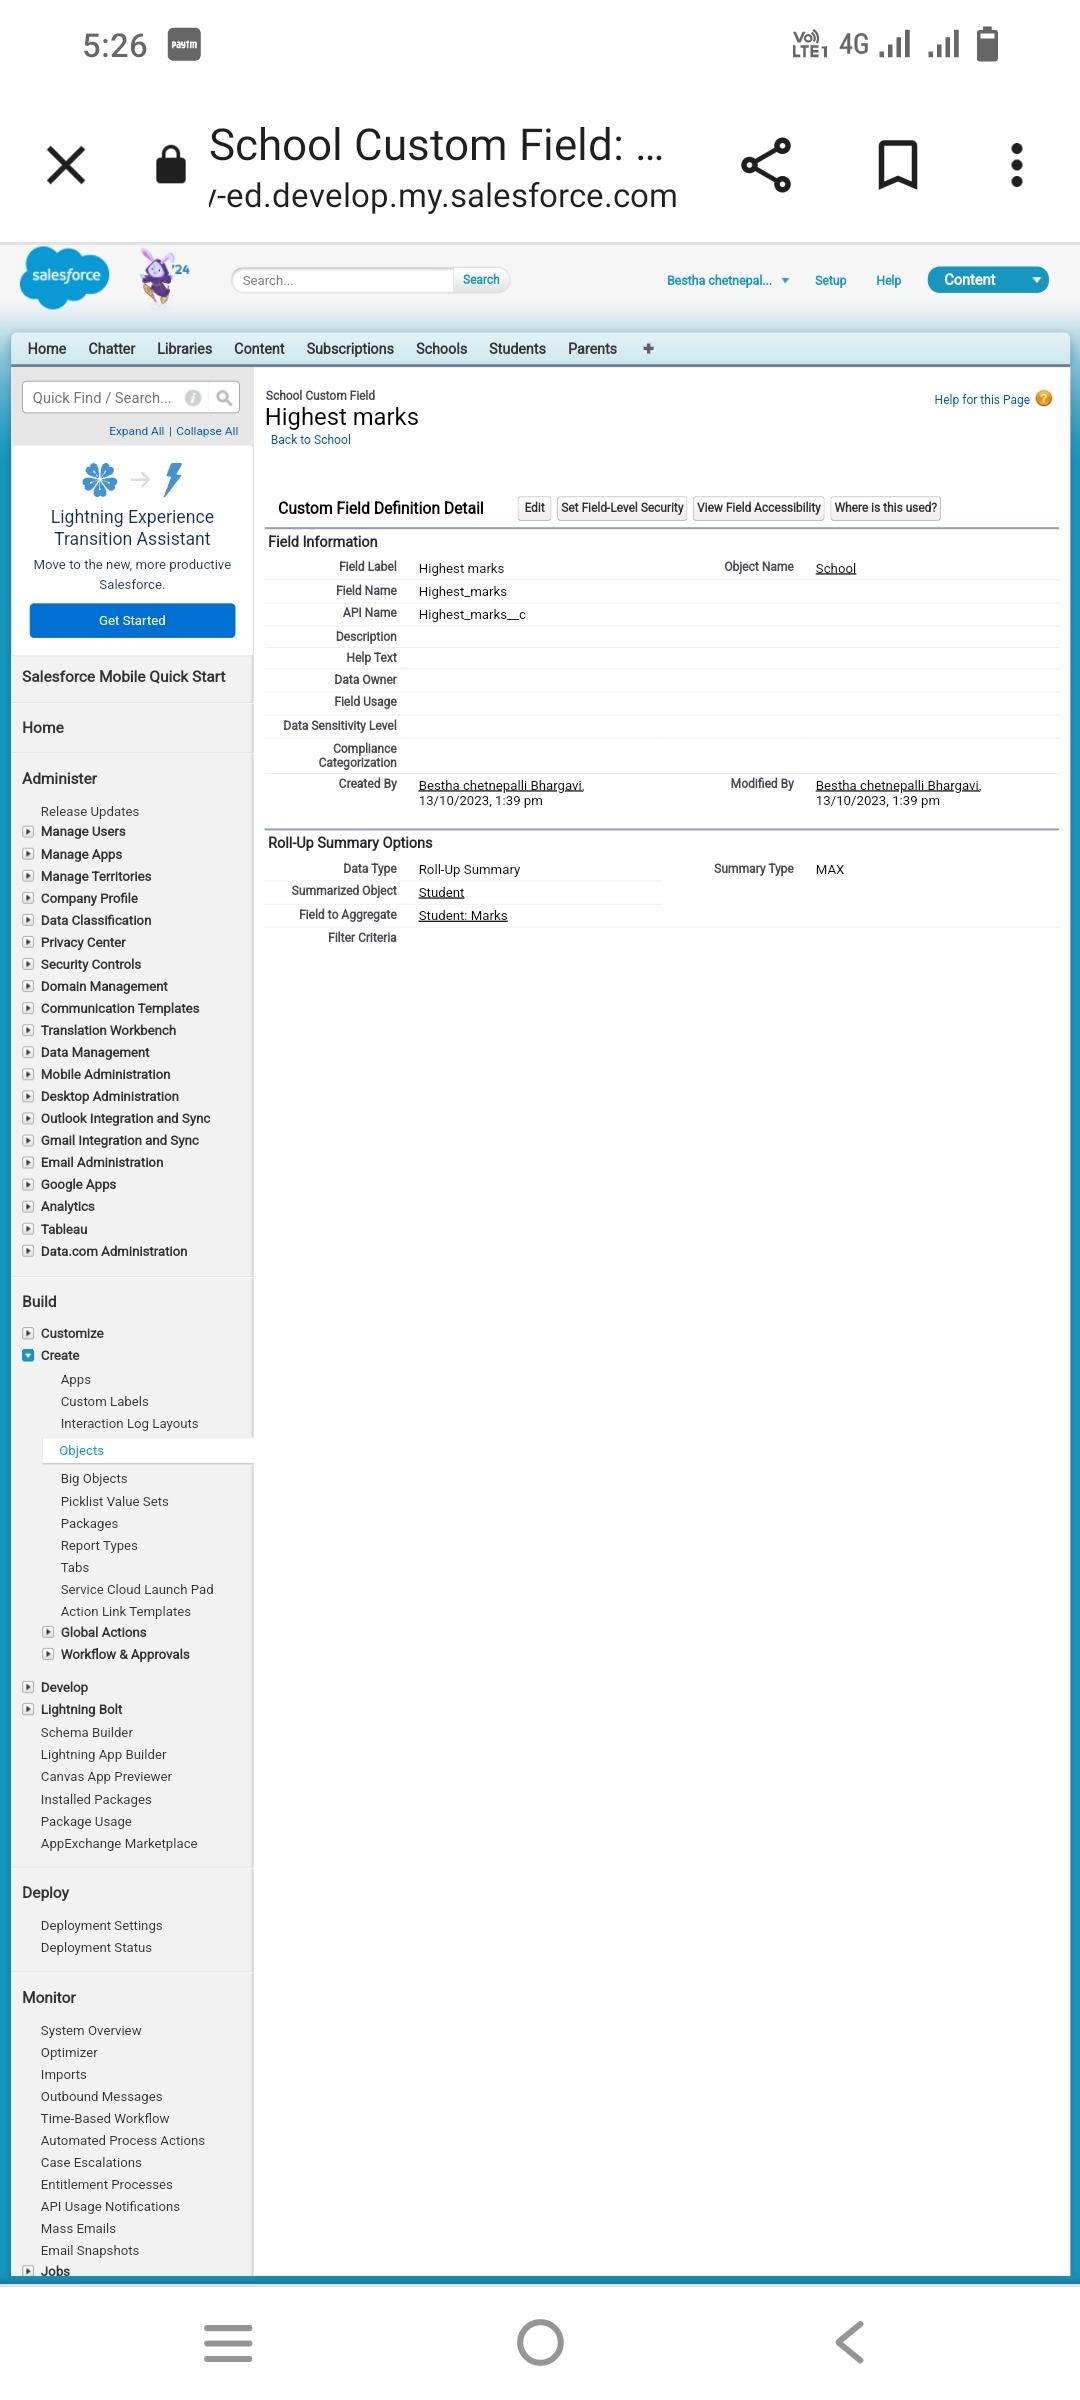 5:26
paytm
Vo)) LTE1 4G
School Custom Field: ...
y-ed.develop.my.salesforce.com
salesforce
'24
Search...
Search
Bestha chetnepal...
Setup
Help
Content
Home
Chatter
Libraries
Content
Subscriptions
Schools
Students
Parents
Quick Find / Search...
Expand All | Collapse All
Lightning Experience
Transition Assistant
Move to the new, more productive
Salesforce.
Get Started
Salesforce Mobile Quick Start
Home
Administer
Release Updates
Manage Users
Manage Apps
Manage Territories
Company Profile
Data Classification
Privacy Center
Security Controls
Domain Management
Communication Templates
Translation Workbench
Data Management
Mobile Administration
Desktop Administration
Outlook Integration and Sync
Gmail Integration and Sync
Email Administration
Google Apps
Analytics
Tableau
Data.com Administration
Build
Customize
Create
Apps
Custom Labels
Interaction Log Layouts
Objects
Big Objects
Picklist Value Sets
Packages
Report Types
Tabs
Service Cloud Launch Pad
Action Link Templates
Global Actions
Workflow & Approvals
Develop
Lightning Bolt
Schema Builder
Lightning App Builder
Canvas App Previewer
Installed Packages
Package Usage
AppExchange Marketplace
Deploy
Deployment Settings
Deployment Status
Monitor
System Overview
Optimizer
Imports
Outbound Messages
Time-Based Workflow
Automated Process Actions
Case Escalations
Entitlement Processes
API Usage Notifications
Mass Emails
Email Snapshots
Jobs
School Custom Field
Highest marks
Back to School
Help for this Page
Custom Field Definition Detail
Edit
Set Field-Level Security
View Field Accessibility
Where is this used?
Field Information
Field Label Highest marks Object Name School
Field Name Highest_marks
API Name Highest_marks__c
Description
Help Text
Data Owner
Field Usage
Data Sensitivity Level
Compliance
Categorization
Created By Bestha chetnepalli Bhargavi, Modified By Bestha chetnepalli Bhargavi,
13/10/2023, 1:39 pm 13/10/2023, 1:39 pm
Roll-Up Summary Options
Data Type Roll-Up Summary Summary Type MAX
Summarized Object Student
Field to Aggregate Student: Marks
Filter Criteria